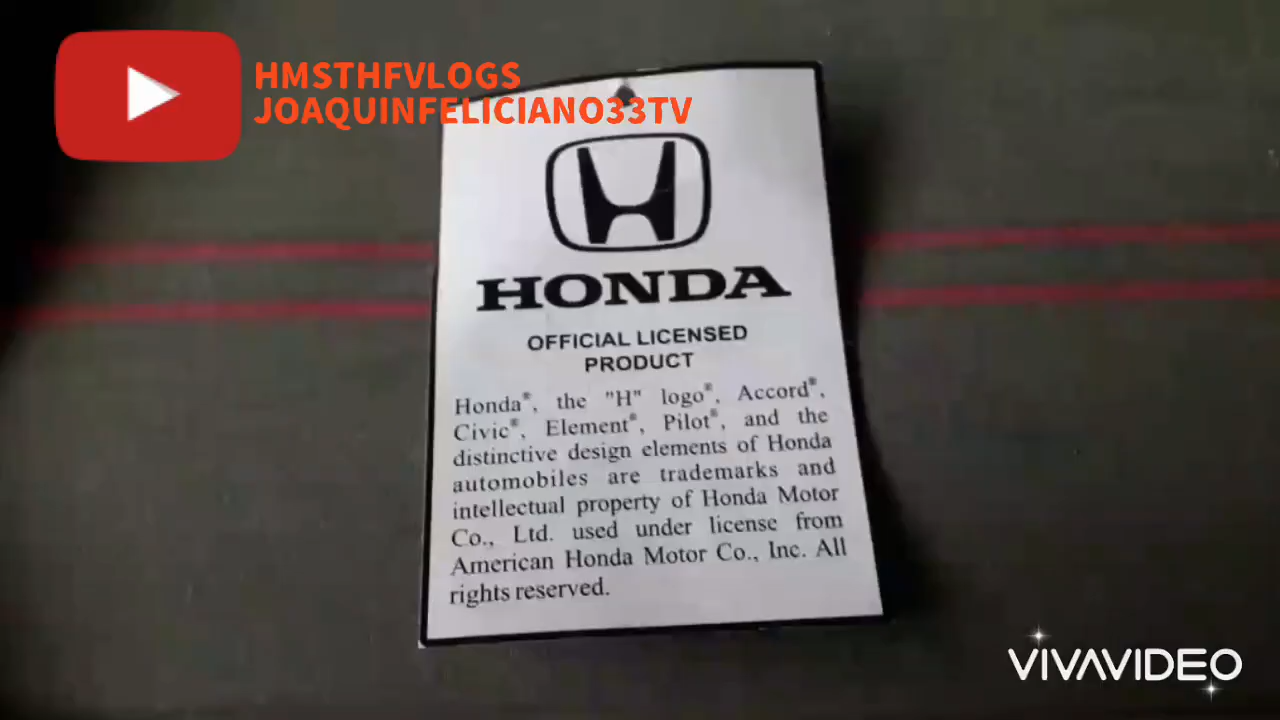 HMSTHFVLOGS
JOAQUINFELICIANO33TV
HONDA
OFFICIAL LICENSED
PRODUCT
Honda®, the "H" logo®, Accord®,
Civic®, Element®, Pilot®, and the
distinctive design elements of Honda
automobiles are trademarks and
intellectual property of Honda Motor
Co., Ltd. used under license from
American Honda Motor Co., Inc. All
rights reserved.
VIVAVIDEO